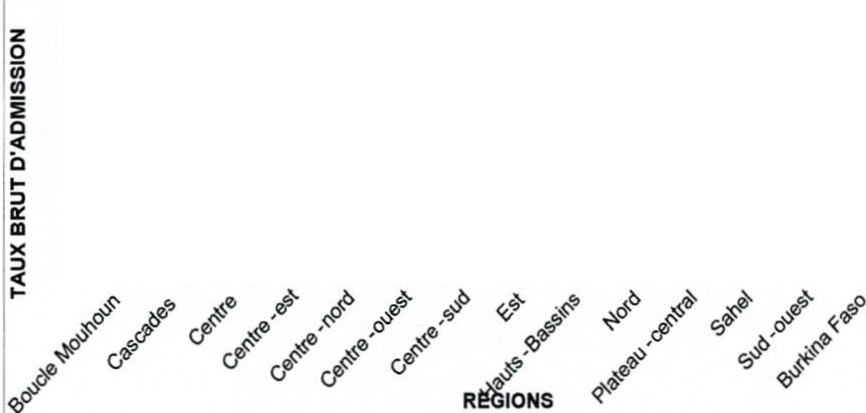 TAUX BRUT D'ADMISSION
Boucle Mouhoun
Cascades
Centre
Centre -est
Centre -nord
Centre -ouest
Centre -sud
Est
Hauts -Bassins
Nord
Plateau -central
Sahel
Sud -ouest
Burkina Faso
RÉGIONS